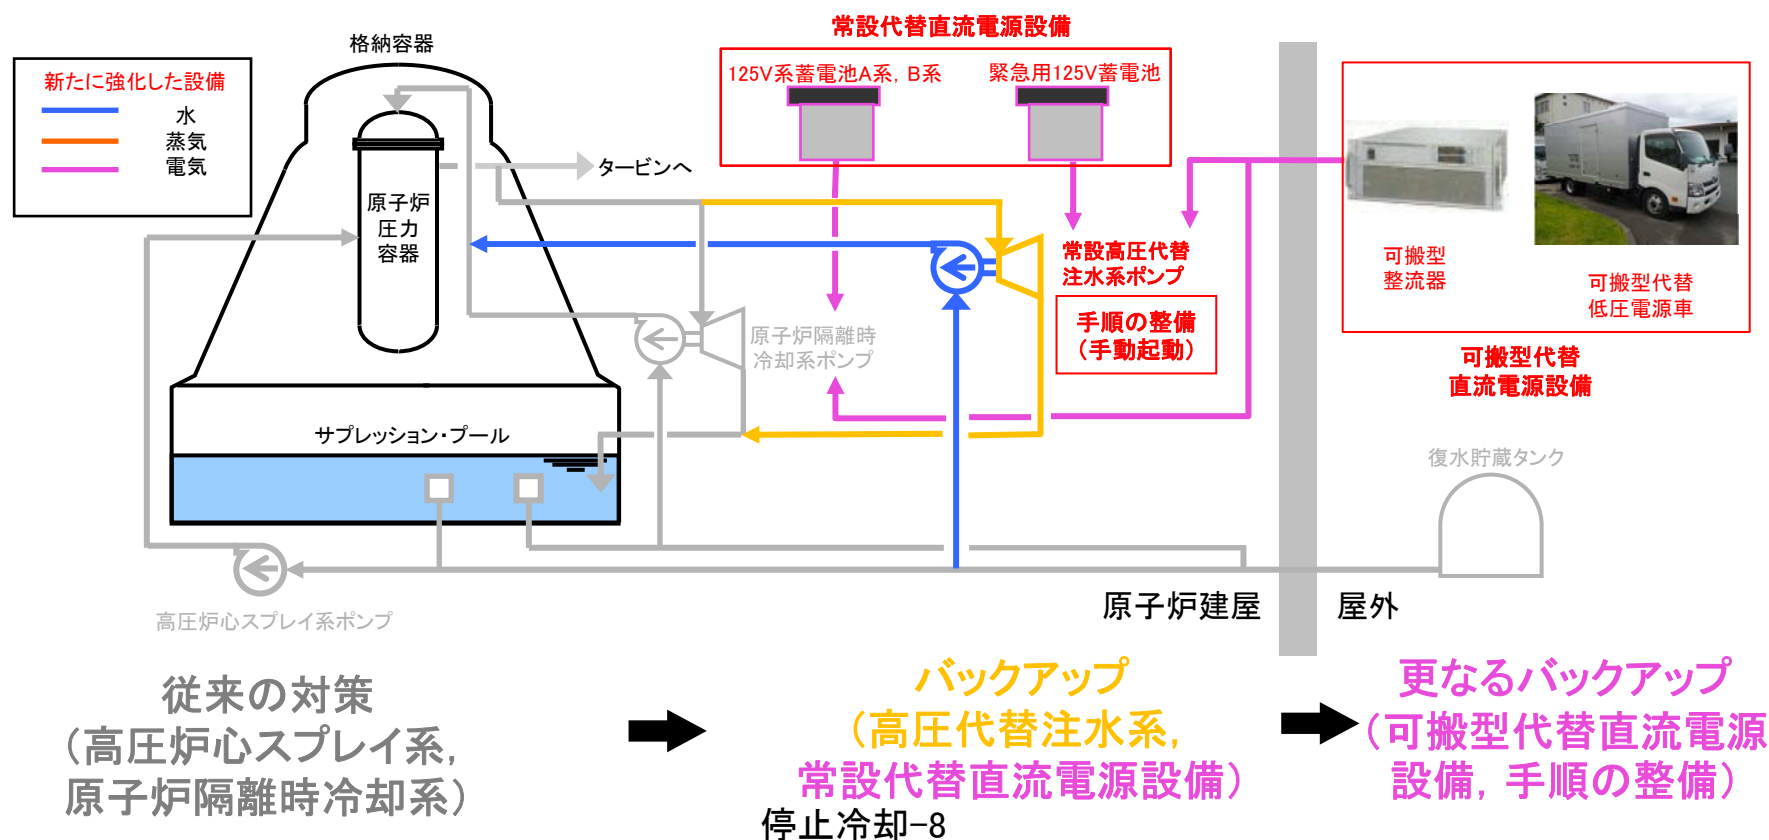 常設代替直流電源設備
格納容器
新たに強化した設備
水
蒸気
電気
125V系蓄電池A系，B系
緊急用125V蓄電池
タービンへ
原子炉
圧力
容器
常設高圧代替
注水系ポンプ
手順の整備
（手動起動）
原子炉隔離時
冷却系ポンプ
可搬型
整流器
可搬型代替
低圧電源車
可搬型代替
直流電源設備
サプレッション・プール
復水貯蔵タンク
高圧炉心スプレイ系ポンプ
原子炉建屋
屋外
従来の対策
（高圧炉心スプレイ系，
原子炉隔離時冷却系）
バックアップ
（高圧代替注水系，
常設代替直流電源設備）
更なるバックアップ
（可搬型代替直流電源
設備，手順の整備）
停止冷却-8